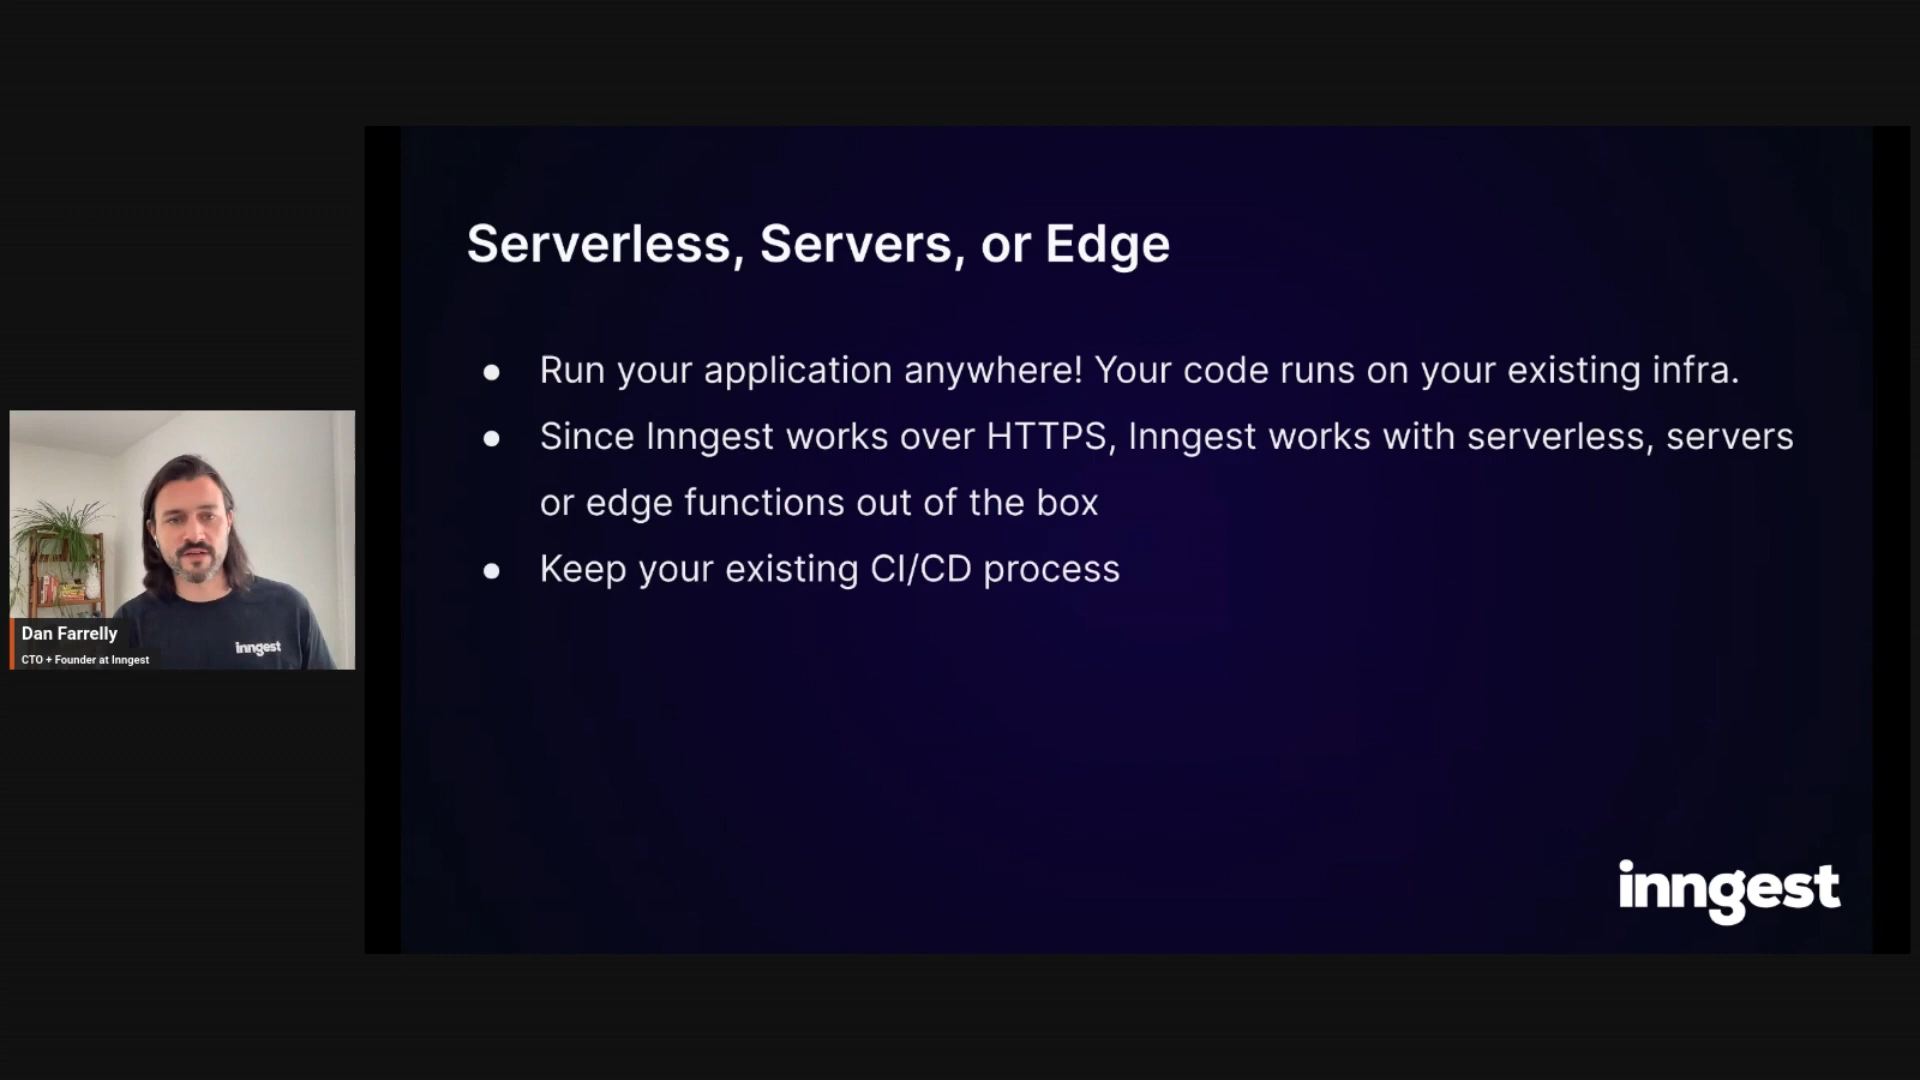 Serverless, Servers, or Edge
● Run your application anywhere! Your code runs on your existing infra.
● Since Inngest works over HTTPS, Inngest works with serverless, servers
or edge functions out of the box
● Keep your existing CI/CD process
inngest
Dan Farrelly
CTO + Founder at Inngest
inngest